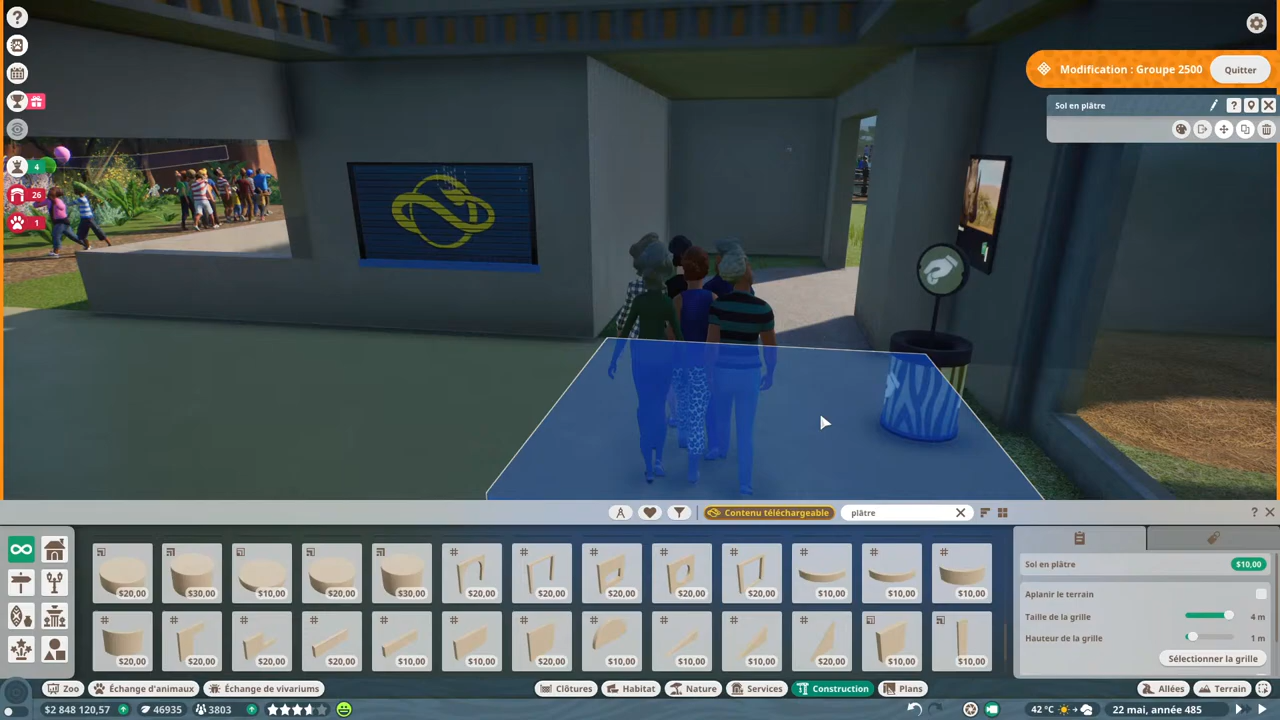 ?
Modification : Groupe 2500
Quitter
Sol en plâtre
?
4
26
1
Contenu téléchargeable
plâtre
?
$20,00
$30,00
$10,00
$20,00
$30,00
$20,00
$20,00
$20,00
$20,00
$20,00
$10,00
$10,00
$10,00
$20,00
$20,00
$20,00
$20,00
$10,00
$10,00
$20,00
$10,00
$10,00
$10,00
$20,00
$10,00
$10,00
Sol en plâtre
$10,00
Aplanir le terrain
Taille de la grille
4 m
Hauteur de la grille
1 m
Sélectionner la grille
Zoo
Échange d'animaux
Échange de vivariums
Clôtures
Habitat
Nature
Services
Construction
Plans
Allées
Terrain
$2 848 120,57
46935
3803
42 °C
22 mai, année 485